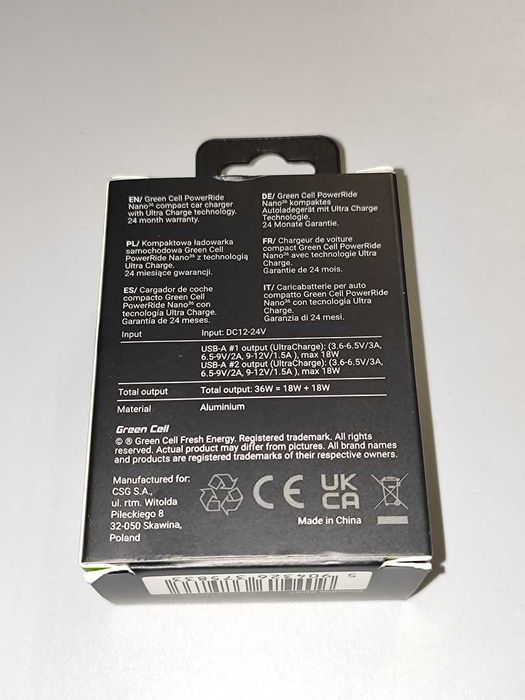 EN/ Green Cell PowerRide
Nano³⁶ compact car charger
with Ultra Charge technology.
24 month warranty.
DE/ Green Cell PowerRide
Nano³⁶ kompaktes
Autoladegerät mit Ultra Charge
Technologie,
24 Monate Garantie.
PL/ Kompaktowa ładowarka
samochodowa Green Cell
PowerRide Nano³⁶ z technologią
Ultra Charge.
24 miesiące gwarancji.
FR/ Chargeur de voiture
compact Green Cell PowerRide
Nano³⁶ avec technologie Ultra
Charge.
Garantie de 24 mois.
ES/ Cargador de coche
compacto Green Cell
PowerRide Nano³⁶ con
tecnología Ultra Charge.
Garantía de 24 meses.
IT/ Caricabatterie per auto
compatto Green Cell PowerRide
Nano³⁶ con tecnologia Ultra
Charge.
Garanzia di 24 mesi.
Input Input: DC12-24V
USB-A #1 output (UltraCharge): (3.6-6.5V/3A,
6.5-9V/2A, 9-12V/1.5A ), max 18W
USB-A #2 output (UltraCharge): (3.6-6.5V/3A,
6.5-9V/2A, 9-12V/1.5A ), max 18W
Total output Total output: 36W = 18W + 18W
Material Aluminium
Green Cell
© ® Green Cell Fresh Energy. Registered trademark. All rights
reserved. Actual product may differ from pictures. All brand names
and products are registered trademarks of their respective owners.
Manufactured for:
CSG S.A.,
ul. rtm. Witolda
Pileckiego 8
32-050 Skawina,
Poland
CE
UK
CA
Made in China